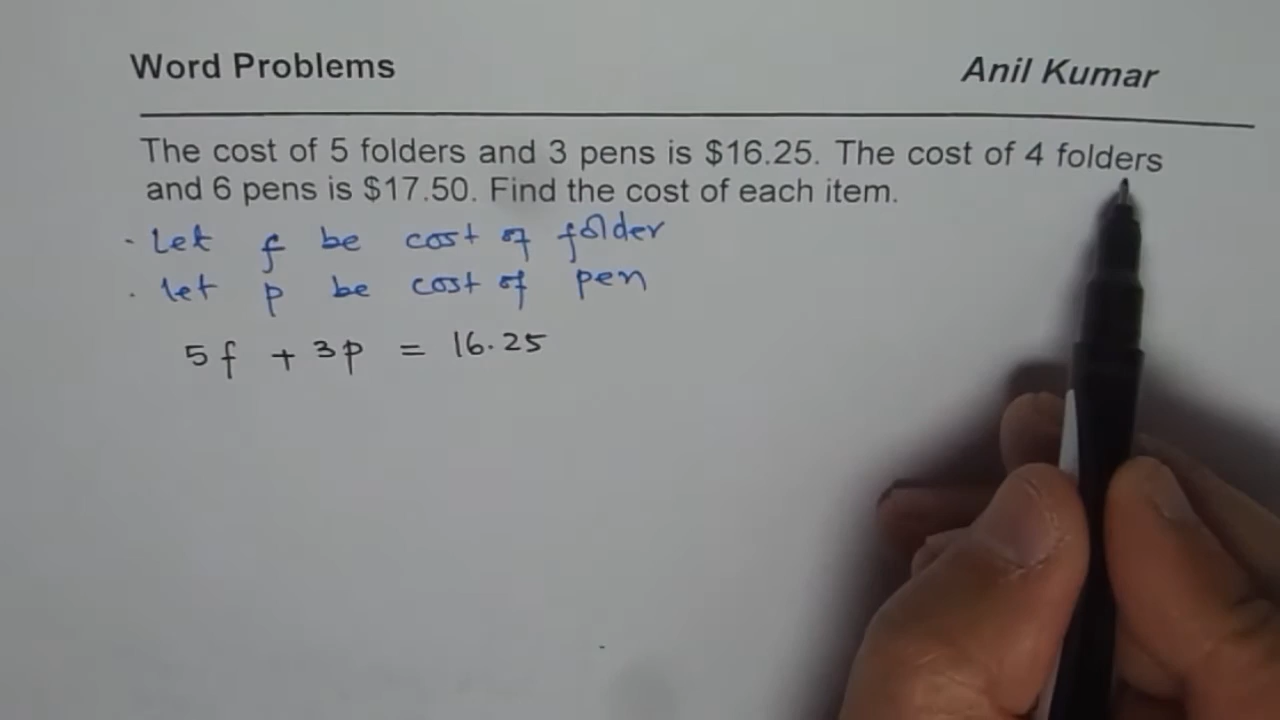 Word Problems Anil Kumar
The cost of 5 folders and 3 pens is $16.25. The cost of 4 folders
and 6 pens is $17.50. Find the cost of each item.
· Let f be cost of folder
· let p be cost of pen
5f + 3p = 16.25